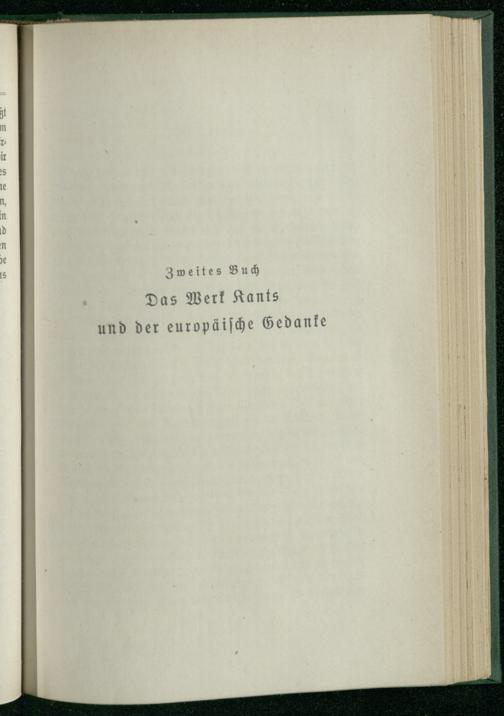 Zweites Buch
Das Werk Kants
und der europäische Gedanke